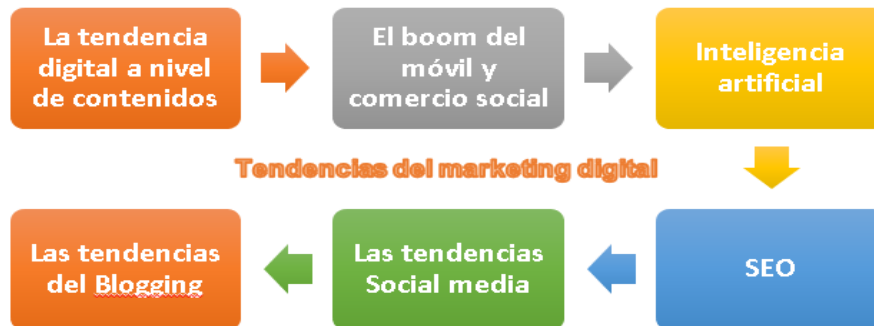 La tendencia
digital a nivel
de contenidos
El boom del
móvil y
comercio social
Inteligencia
artificial
Tendencias del marketing digital
Las tendencias
del Blogging
Las tendencias
Social media
SEO